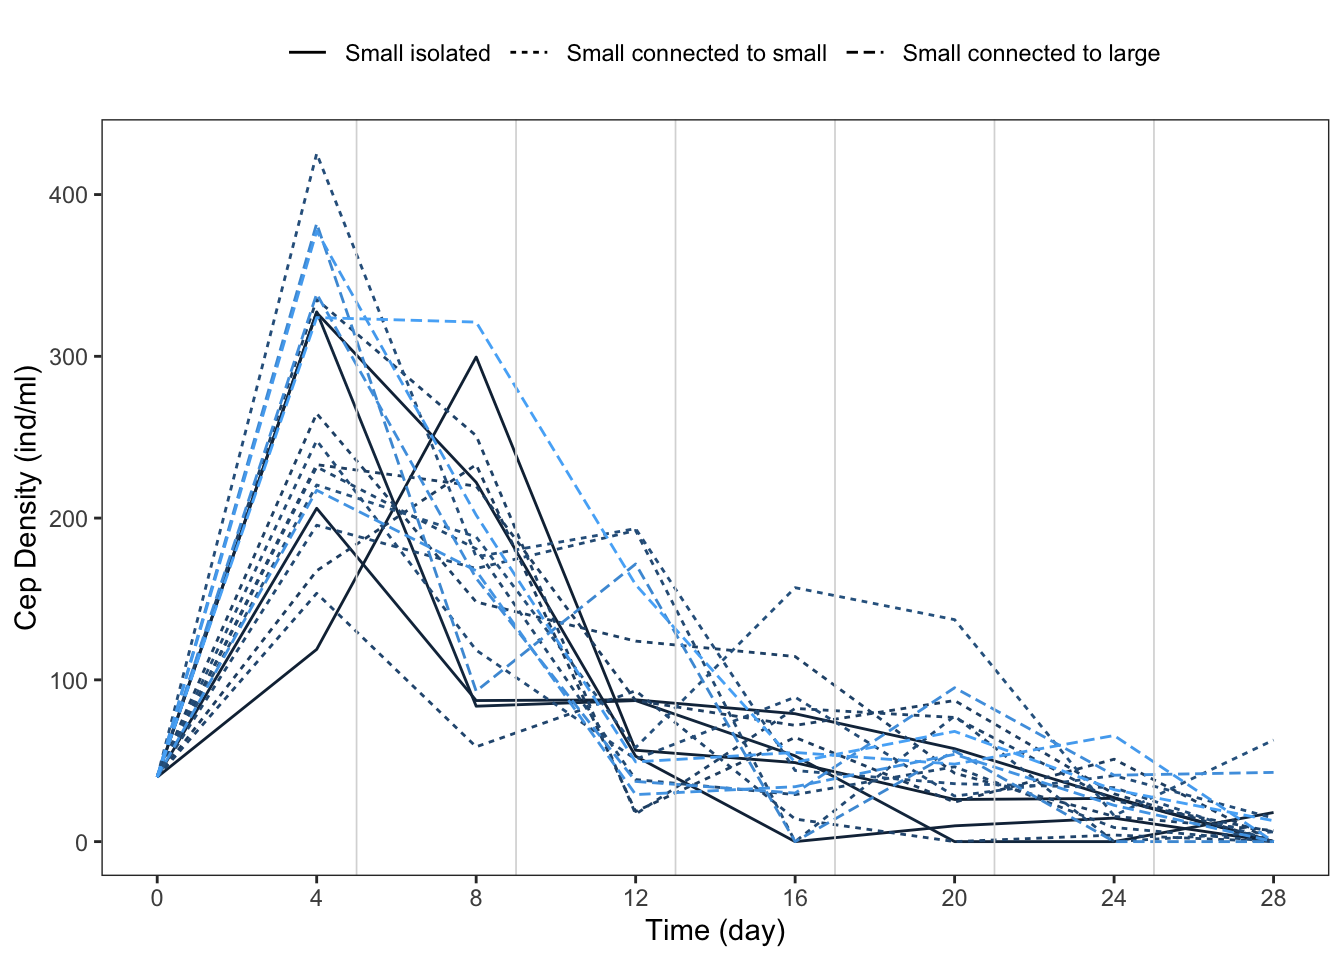 Small isolated Small connected to small Small connected to large
400
300
200
100
0
Cep Density (ind/ml)
0 4 8 12 16 20 24 28
Time (day)